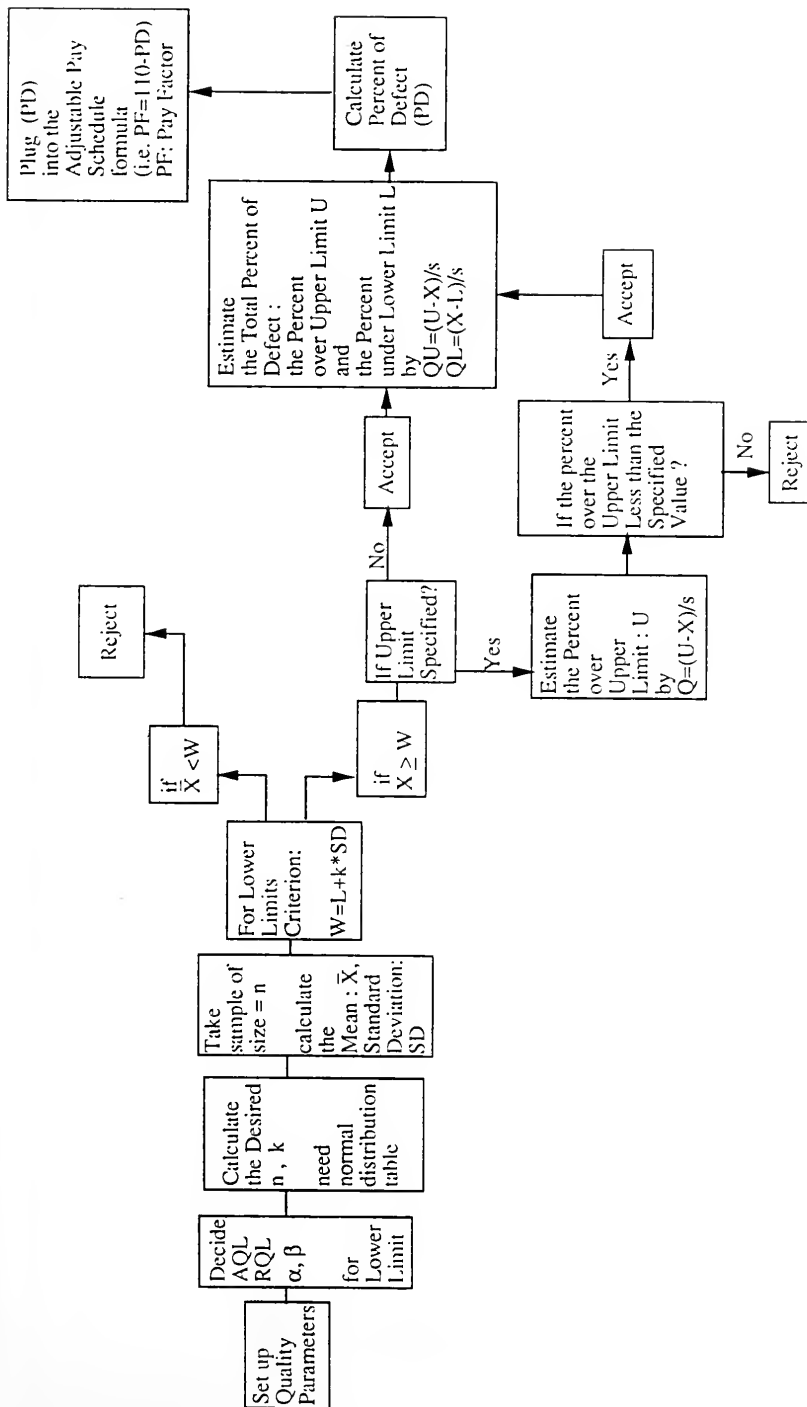 Set up
Quality
Parameters
Decide
AQL
RQL
α, β
for Lower
Limit
Calculate
the Desired
n , k
need
normal
distribution
table
Take
sample of
size = n
calculate
the
Mean : X̄,
Standard
Deviation:
SD
For Lower
Limits
Criterion:
W=L+k*SD
if
X̄ <W
Reject
if
X ≥ W
If Upper
Limit
Specified?
No
Accept
Yes
Estimate
the Percent
over
Upper
Limit : U
by
Q=(U-X)/s
If the percent
over the
Upper Limit
Less than the
Specified
Value ?
Yes
Accept
No
Reject
Estimate
the Total Percent of
Defect :
the Percent
over Upper Limit U
and
the Percent
under Lower Limit L
by
QU=(U-X)/s
QL=(X-L)/s
Calculate
Percent of
Defect
(PD)
Plug (PD)
into the
Adjustable Pay
Schedule
formula
(i.e. PF=110-PD)
PF: Pay Factor